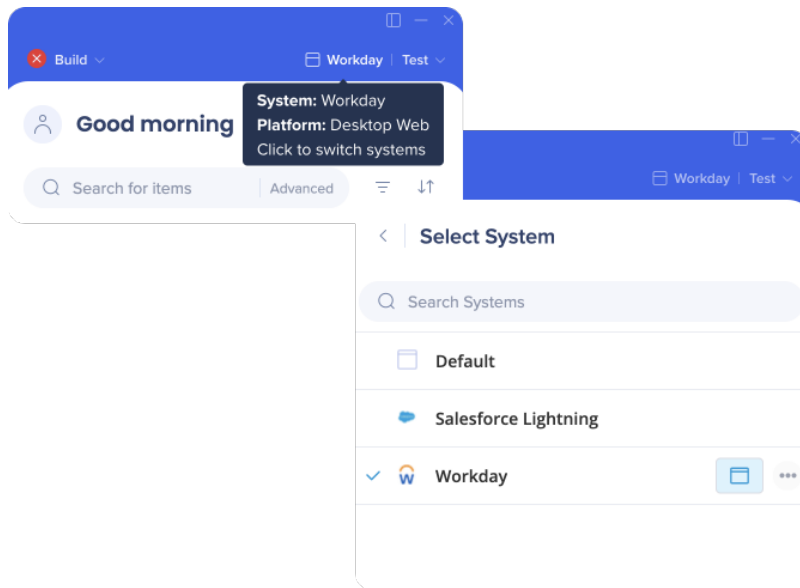 Build
Workday | Test
System: Workday
Platform: Desktop Web
Click to switch systems
Good morning
Search for items
Advanced
Workday | Test
Select System
Search Systems
Default
Salesforce Lightning
Workday